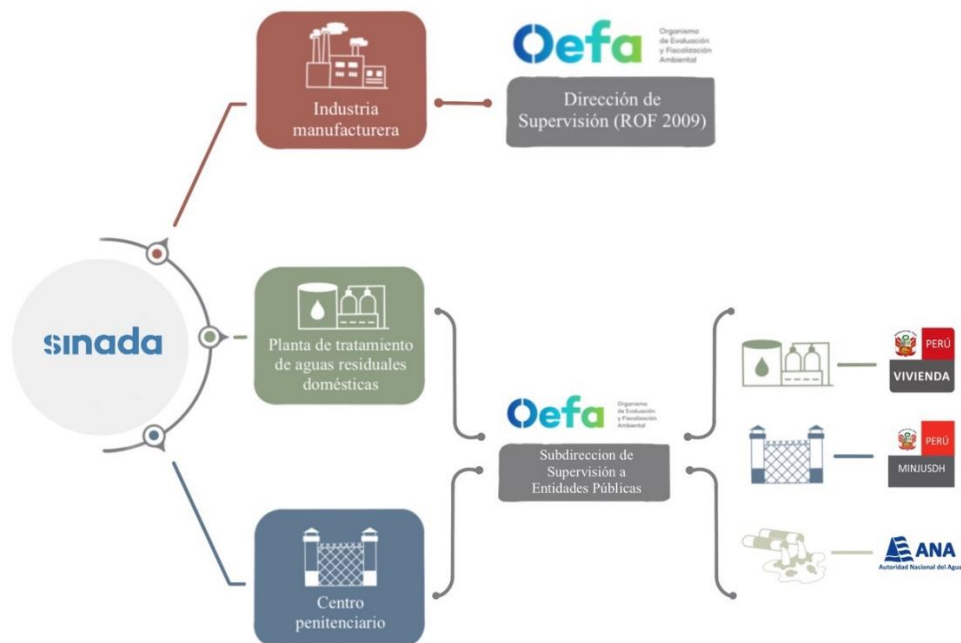 Oefa
Organismo
de Evaluación
y Fiscalización
Ambiental
Industria
manufacturera
Dirección de
Supervisión (ROF 2009)
sinada
Planta de tratamiento
de aguas residuales
domésticas
Oefa
Organismo
de Evaluación
y Fiscalización
Ambiental
Subdireccion de
Supervisión a
Entidades Públicas
PERÚ
VIVIENDA
PERÚ
MINJUSDH
ANA
Autoridad Nacional del Agua
Centro
penitenciario